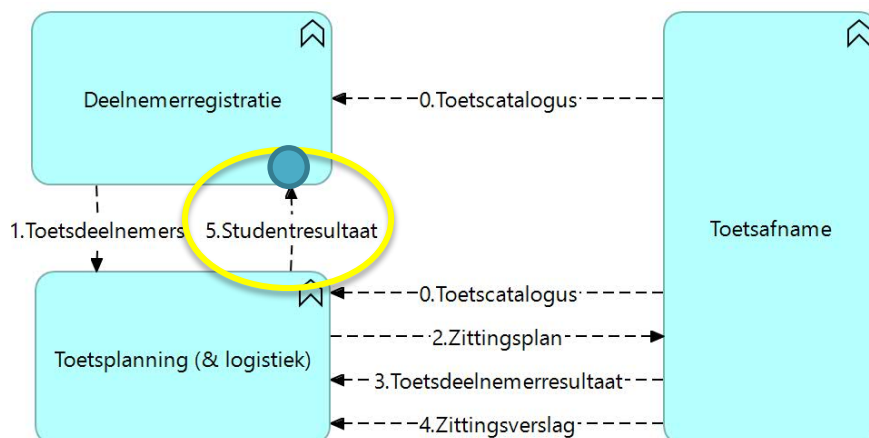 Deelnemerregistratie
0.Toetscatalogus
1.Toetsdeelnemers
5.Studentresultaat
Toetsafname
0.Toetscatalogus
2.Zittingsplan
Toetsplanning (& logistiek)
3.Toetsdeelnemerresultaat
4.Zittingsverslag